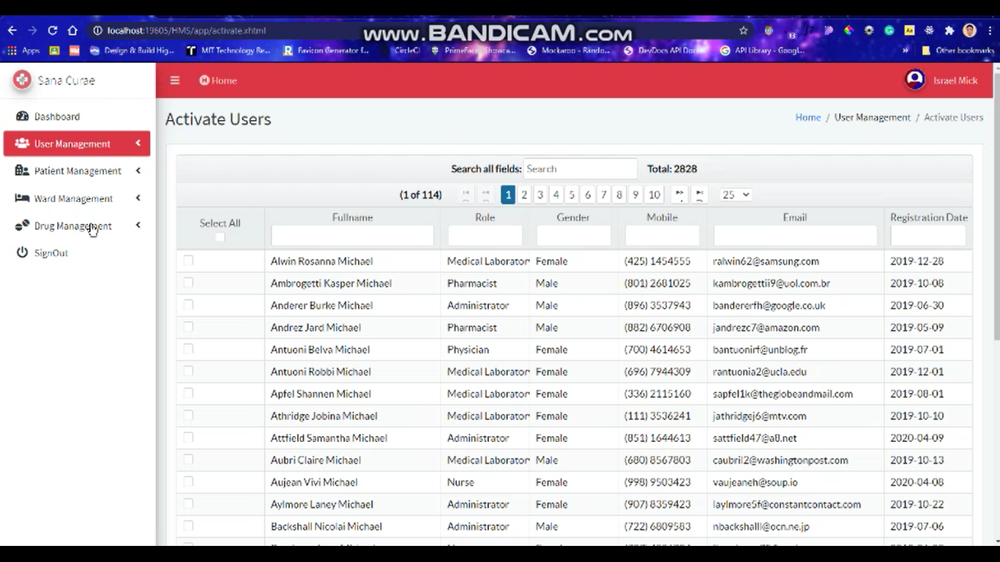 localhost:19605/HMS/app/activate.xhtml
www.BANDICAM.com
13
Apps
Design & Build Hig...
MIT Technology Re...
Favicon Generator f...
CircleCI
PrimeFaces Showca...
Mockaroo - Rando...
DevDocs API Do
API Library - Googl...
Other bookmarks
Sana Curae
Home
Israel Mick
Dashboard
User Management
Patient Management
Ward Management
Drug Management
SignOut
Activate Users
Home / User Management / Activate Users
Search all fields: Search Total: 2828
(1 of 114) 1 2 3 4 5 6 7 8 9 10 25
Select All Fullname Role Gender Mobile Email Registration Date
Alwin Rosanna Michael Medical Laborator Female (425) 1454555 ralwin62@samsung.com 2019-12-28
Ambrogetti Kasper Michael Pharmacist Male (801) 2681025 kambrogettii9@uol.com.br 2019-10-08
Anderer Burke Michael Administrator Male (896) 3537943 bandererfh@google.co.uk 2019-06-30
Andrez Jard Michael Pharmacist Male (882) 6706908 jandrezc7@amazon.com 2019-05-09
Antuoni Belva Michael Physician Female (700) 4614653 bantuonirf@unblog.fr 2019-07-01
Antuoni Robbi Michael Medical Laborator Female (696) 7944309 rantuonia2@ucla.edu 2019-12-01
Apfel Shannen Michael Medical Laborator Female (336) 2115160 sapfel1k@theglobeandmail.com 2019-08-01
Athridge Jobina Michael Medical Laborator Female (111) 3536241 jathridgej6@mtv.com 2019-10-10
Attfield Samantha Michael Administrator Female (851) 1644613 sattfield47@a8.net 2020-04-09
Aubri Claire Michael Medical Laborator Male (680) 8567803 caubril2@washingtonpost.com 2019-10-13
Aujean Vivi Michael Nurse Female (998) 9503423 vaujeaneh@soup.io 2020-04-08
Aylmore Laney Michael Administrator Female (907) 8359423 laylmore5f@constantcontact.com 2019-10-22
Backshall Nicolai Michael Administrator Male (722) 6809583 nbackshalll@ocn.ne.jp 2019-07-06